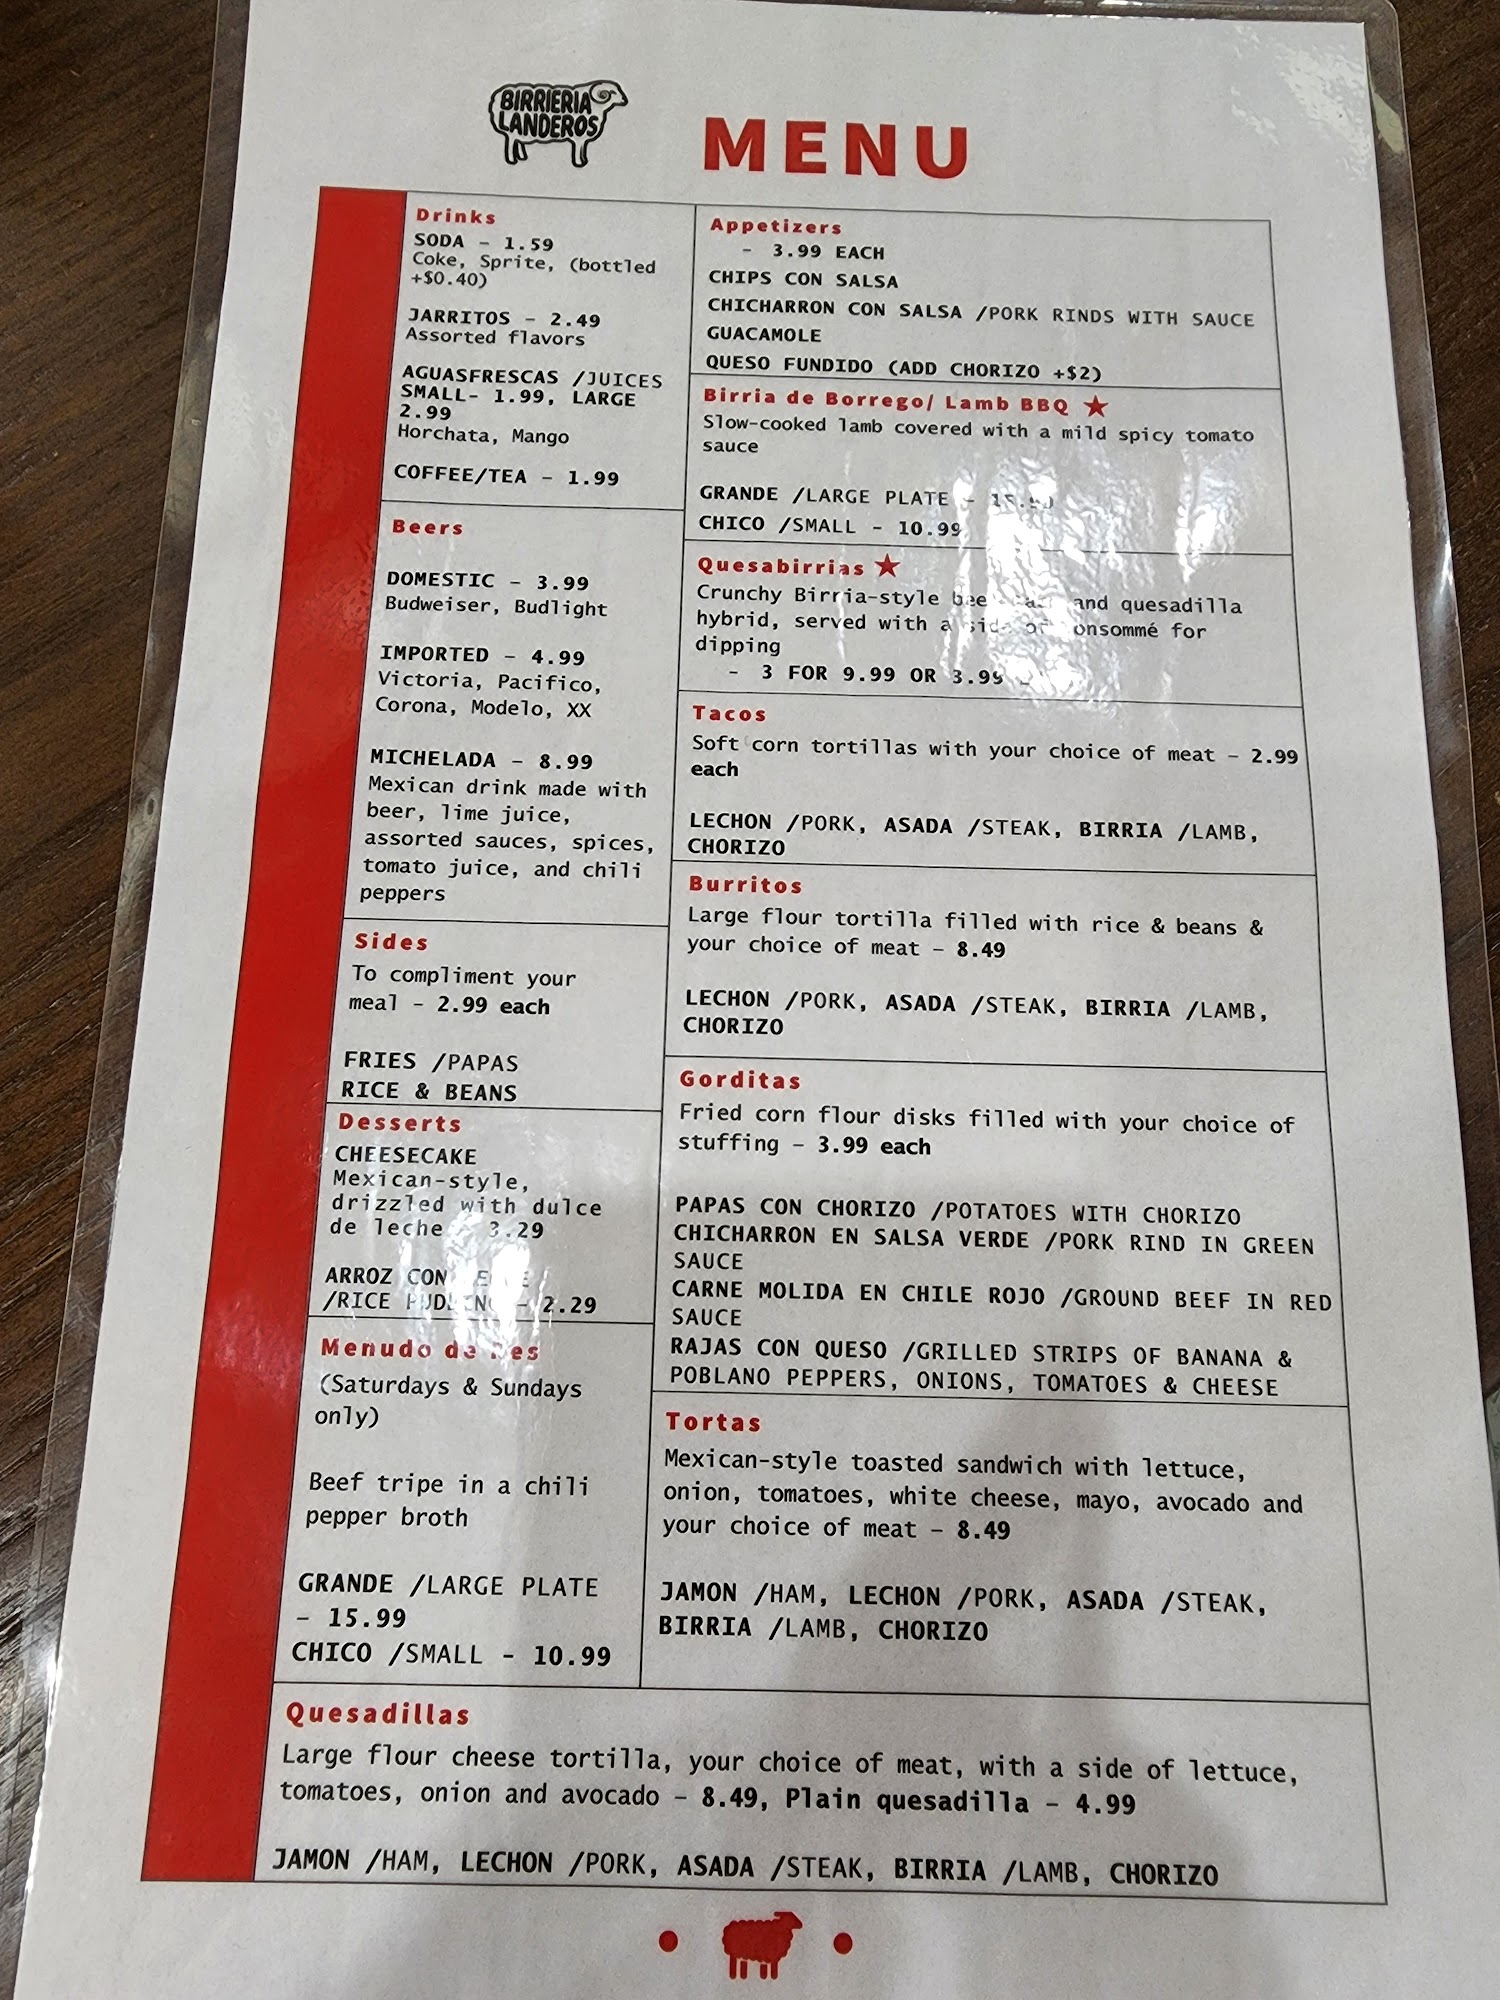 BIRRIERIA
LANDEROS
MENU
Drinks
SODA - 1.59
Coke, Sprite, (bottled
+$0.40)
JARRITOS - 2.49
Assorted flavors
AGUASFRESCAS /JUICES
SMALL- 1.99, LARGE
2.99
Horchata, Mango
COFFEE/TEA - 1.99
Beers
DOMESTIC - 3.99
Budweiser, Budlight
IMPORTED - 4.99
Victoria, Pacifico,
Corona, Modelo, XX
MICHELADA - 8.99
Mexican drink made with
beer, lime juice,
assorted sauces, spices,
tomato juice, and chili
peppers
Sides
To compliment your
meal - 2.99 each
FRIES /PAPAS
RICE & BEANS
Desserts
CHEESECAKE
Mexican-style,
drizzled with dulce
de leche 3.29
ARROZ CON
/RICE PUDDING - 2.29
Menudo de Res
(Saturdays & Sundays
only)
Beef tripe in a chili
pepper broth
GRANDE /LARGE PLATE
- 15.99
CHICO /SMALL - 10.99
Appetizers
- 3.99 EACH
CHIPS CON SALSA
CHICHARRON CON SALSA /PORK RINDS WITH SAUCE
GUACAMOLE
QUESO FUNDIDO (ADD CHORIZO +$2)
Birria de Borrego/ Lamb BBQ ★
Slow-cooked lamb covered with a mild spicy tomato
sauce
GRANDE /LARGE PLATE -
CHICO /SMALL - 10.99
Quesabirrias ★
Crunchy Birria-style and quesadilla
hybrid, served with a side of consommé for
dipping
- 3 FOR 9.99 OR 3.99
Tacos
Soft corn tortillas with your choice of meat - 2.99
each
LECHON /PORK, ASADA /STEAK, BIRRIA /LAMB,
CHORIZO
Burritos
Large flour tortilla filled with rice & beans &
your choice of meat - 8.49
LECHON /PORK, ASADA /STEAK, BIRRIA /LAMB,
CHORIZO
Gorditas
Fried corn flour disks filled with your choice of
stuffing - 3.99 each
PAPAS CON CHORIZO /POTATOES WITH CHORIZO
CHICHARRON EN SALSA VERDE /PORK RIND IN GREEN
SAUCE
CARNE MOLIDA EN CHILE ROJO /GROUND BEEF IN RED
SAUCE
RAJAS CON QUESO /GRILLED STRIPS OF BANANA &
POBLANO PEPPERS, ONIONS, TOMATOES & CHEESE
Tortas
Mexican-style toasted sandwich with lettuce,
onion, tomatoes, white cheese, mayo, avocado and
your choice of meat - 8.49
JAMON /HAM, LECHON /PORK, ASADA /STEAK,
BIRRIA /LAMB, CHORIZO
Quesadillas
Large flour cheese tortilla, your choice of meat, with a side of lettuce,
tomatoes, onion and avocado - 8.49, Plain quesadilla - 4.99
JAMON /HAM, LECHON /PORK, ASADA /STEAK, BIRRIA /LAMB, CHORIZO